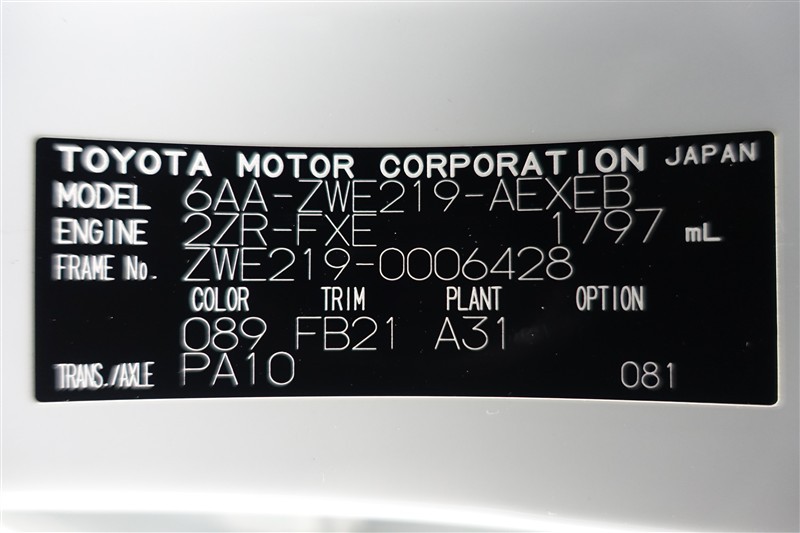 TOYOTA MOTOR CORPORATION JAPAN
MODEL 6AA-ZWE219-AEXEB
ENGINE 2ZR-FXE 1797 mL
FRAME No. ZWE219-0006428
COLOR TRIM PLANT OPTION
089 FB21 A31
TRANS./AXLE PA10 081